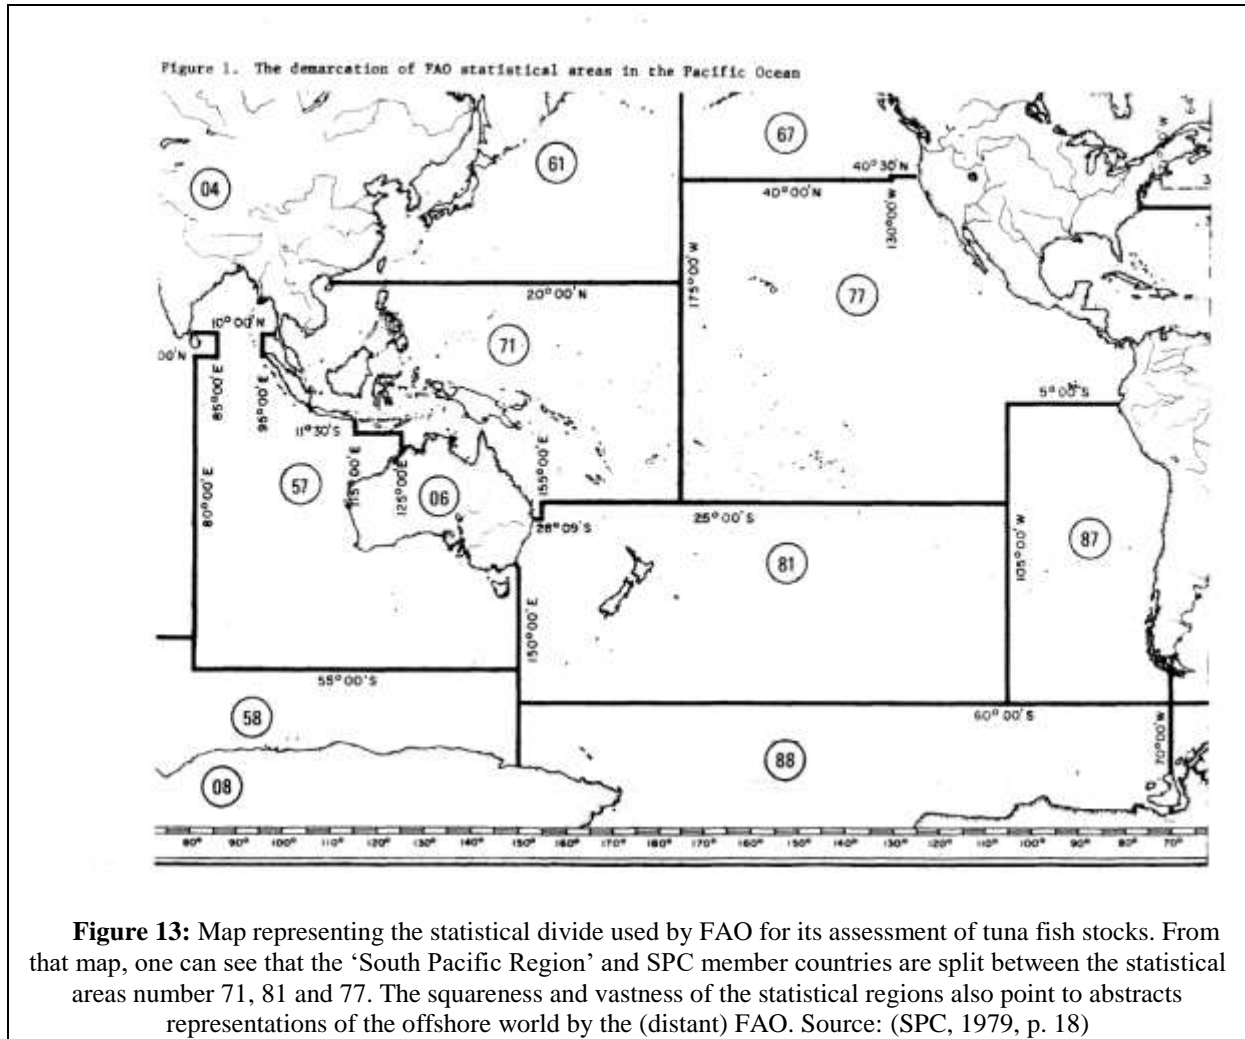 Figure 1. The demarcation of FAO statistical areas in the Pacific Ocean
67
61
40°30'N
04
40°00'N
130°00'W
175°00'W
77
20°00'N
10°00'N
71
00'N
85°00'E
95°00'E
5°00'S
11°30'S
115°00'E
125°00'E
155°00'E
80°00'E
57
06
28°09'S
25°00'S
105°00'W
87
81
150°00'E
55°00'S
58
60°00'S
70°00'W
88
08
80° 90° 100° 110° 120° 130° 140° 150° 160° 170° 180° 170° 160° 150° 140° 130° 120° 110° 100° 90° 80° 70°
Figure 13: Map representing the statistical divide used by FAO for its assessment of tuna fish stocks. From
that map, one can see that the ‘South Pacific Region’ and SPC member countries are split between the statistical
areas number 71, 81 and 77. The squareness and vastness of the statistical regions also point to abstracts
representations of the offshore world by the (distant) FAO. Source: (SPC, 1979, p. 18)